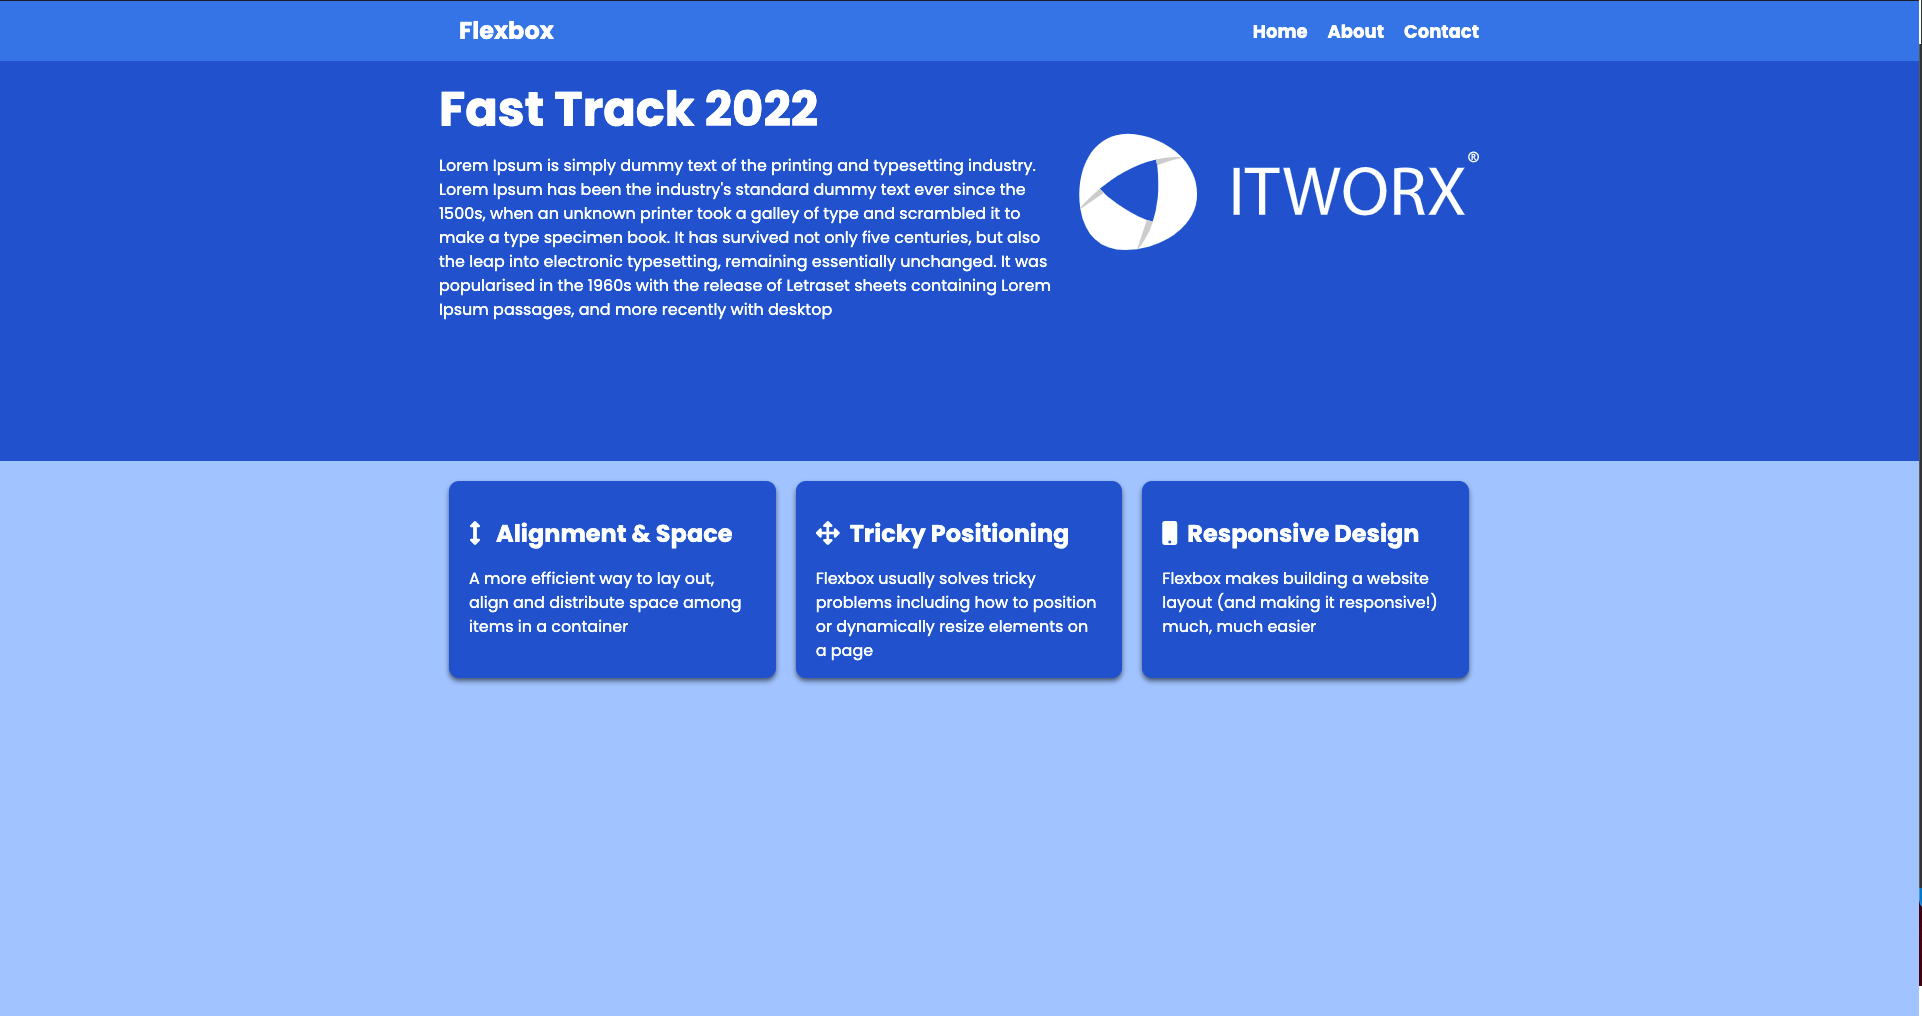 Flexbox
Home About Contact
Fast Track 2022
Lorem Ipsum is simply dummy text of the printing and typesetting industry.
Lorem Ipsum has been the industry's standard dummy text ever since the
1500s, when an unknown printer took a galley of type and scrambled it to
make a type specimen book. It has survived not only five centuries, but also
the leap into electronic typesetting, remaining essentially unchanged. It was
popularised in the 1960s with the release of Letraset sheets containing Lorem
Ipsum passages, and more recently with desktop
ITWORX®
Alignment & Space
A more efficient way to lay out,
align and distribute space among
items in a container
Tricky Positioning
Flexbox usually solves tricky
problems including how to position
or dynamically resize elements on
a page
Responsive Design
Flexbox makes building a website
layout (and making it responsive!)
much, much easier